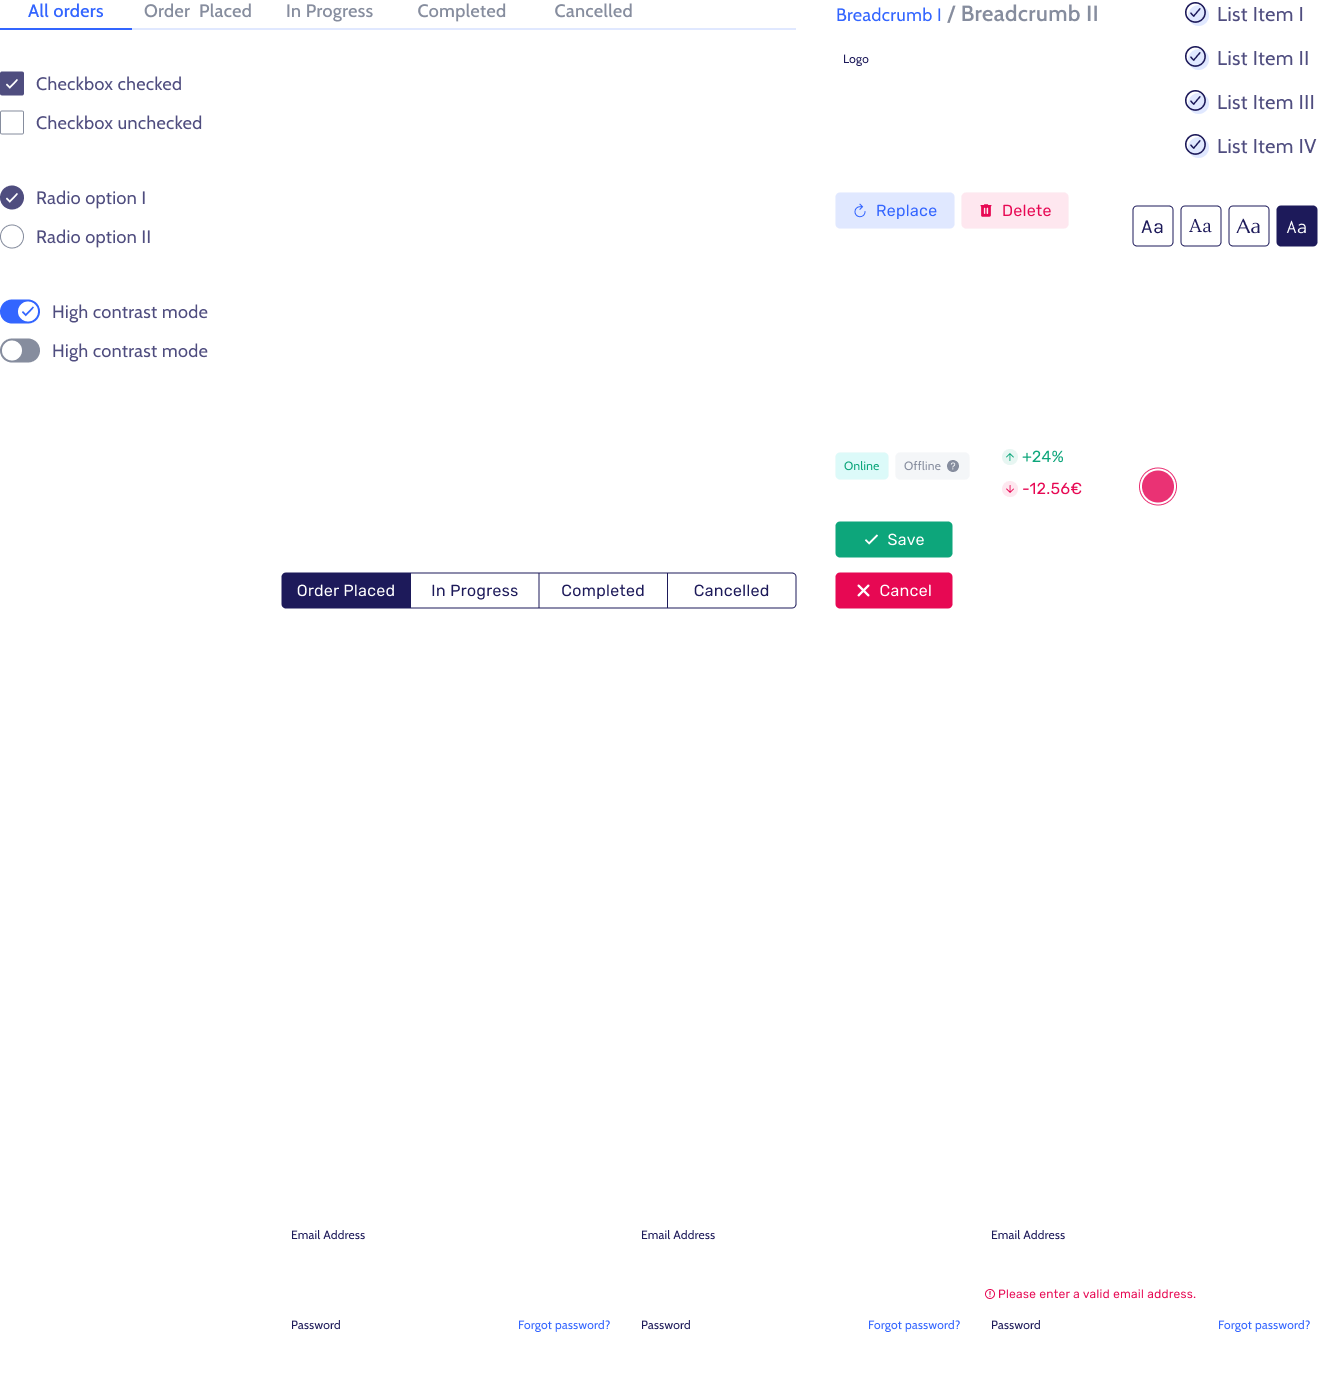 All orders
Order Placed
In Progress
Completed
Cancelled
Breadcrumb I / Breadcrumb II
List Item I
List Item II
List Item III
List Item IV
Logo
Checkbox checked
Checkbox unchecked
Radio option I
Radio option II
Replace
Delete
Aa
Aa
Aa
Aa
High contrast mode
High contrast mode
Online
Offline ?
+24%
-12.56€
Save
Order Placed
In Progress
Completed
Cancelled
Cancel
Email Address
Email Address
Email Address
Please enter a valid email address.
Password
Forgot password?
Password
Forgot password?
Password
Forgot password?